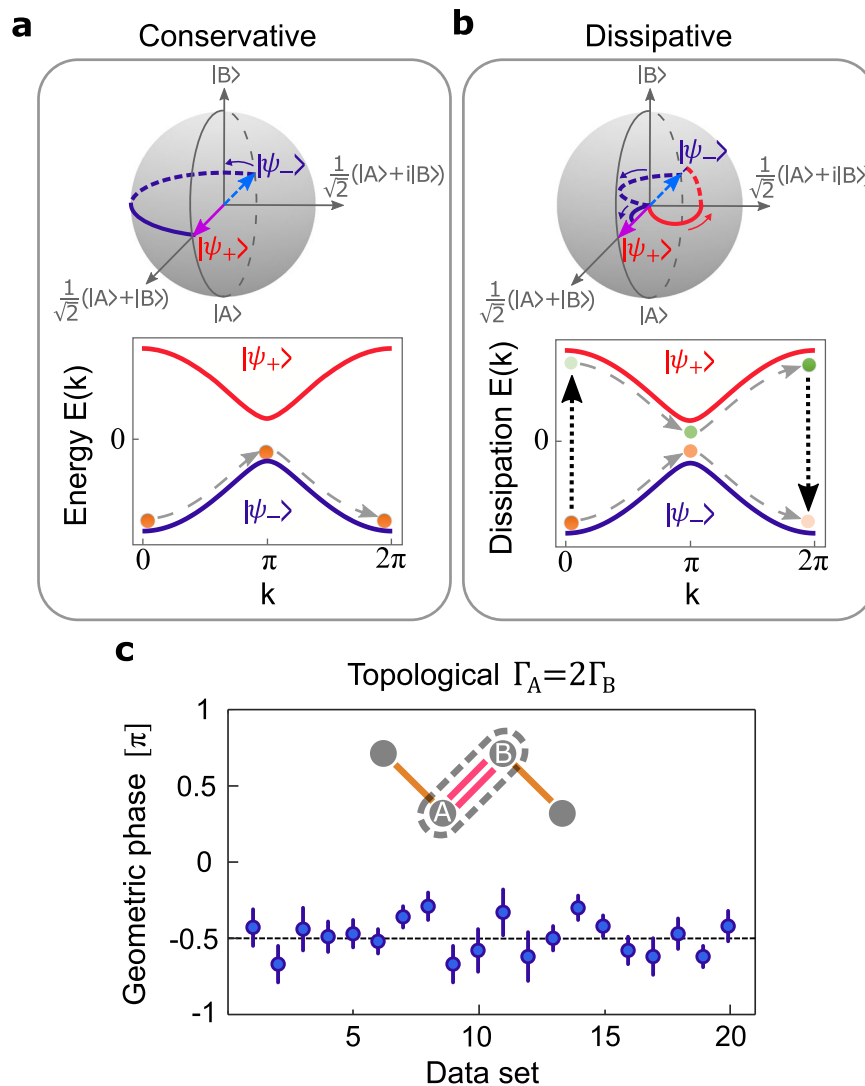 a
Conservative
|B>
|ψ₋>
1/√2(|A>+i|B>)
|ψ₊>
1/√2(|A>+|B>)
|A>
|ψ₊>
Energy E(k)
0
|ψ₋>
0 π 2π
k
b
Dissipative
|B>
|ψ₋>
1/√2(|A>+i|B>)
|ψ₊>
1/√2(|A>+|B>)
|A>
|ψ₊>
Dissipation E(k)
0
|ψ₋>
0 π 2π
k
c
Topological Γ_A=2Γ_B
Geometric phase [π]
1
0.5
0
-0.5
-1
B
A
5 10 15 20
Data set